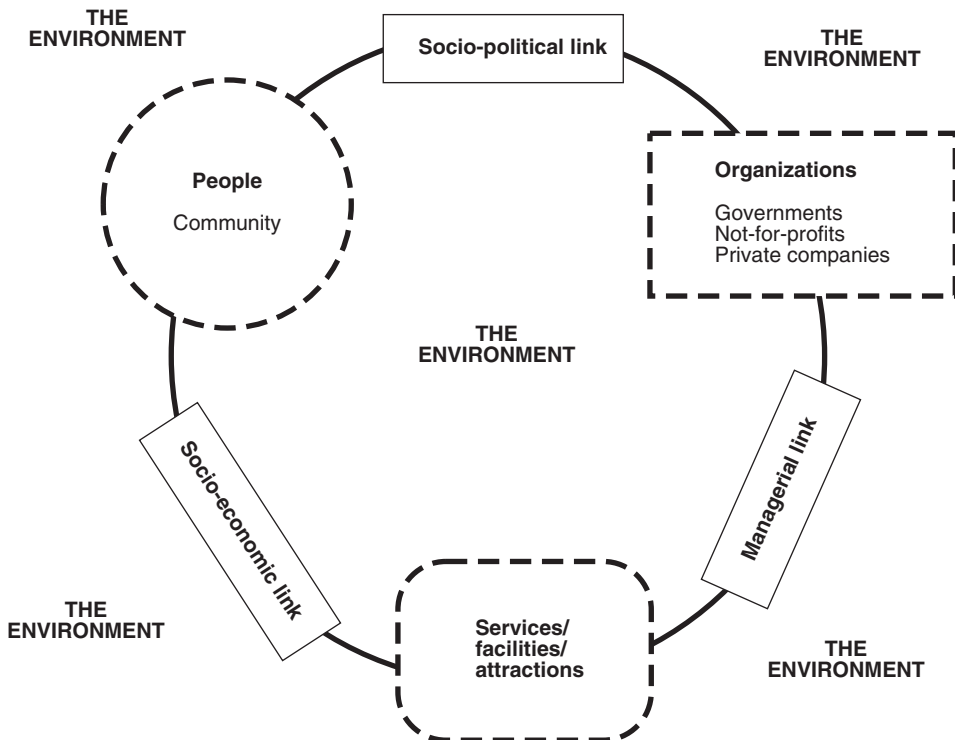 THE
ENVIRONMENT
Socio-political link
THE
ENVIRONMENT
People
Community
Organizations
Governments
Not-for-profits
Private companies
THE
ENVIRONMENT
Socio-economic link
Managerial link
THE
ENVIRONMENT
Services/
facilities/
attractions
THE
ENVIRONMENT